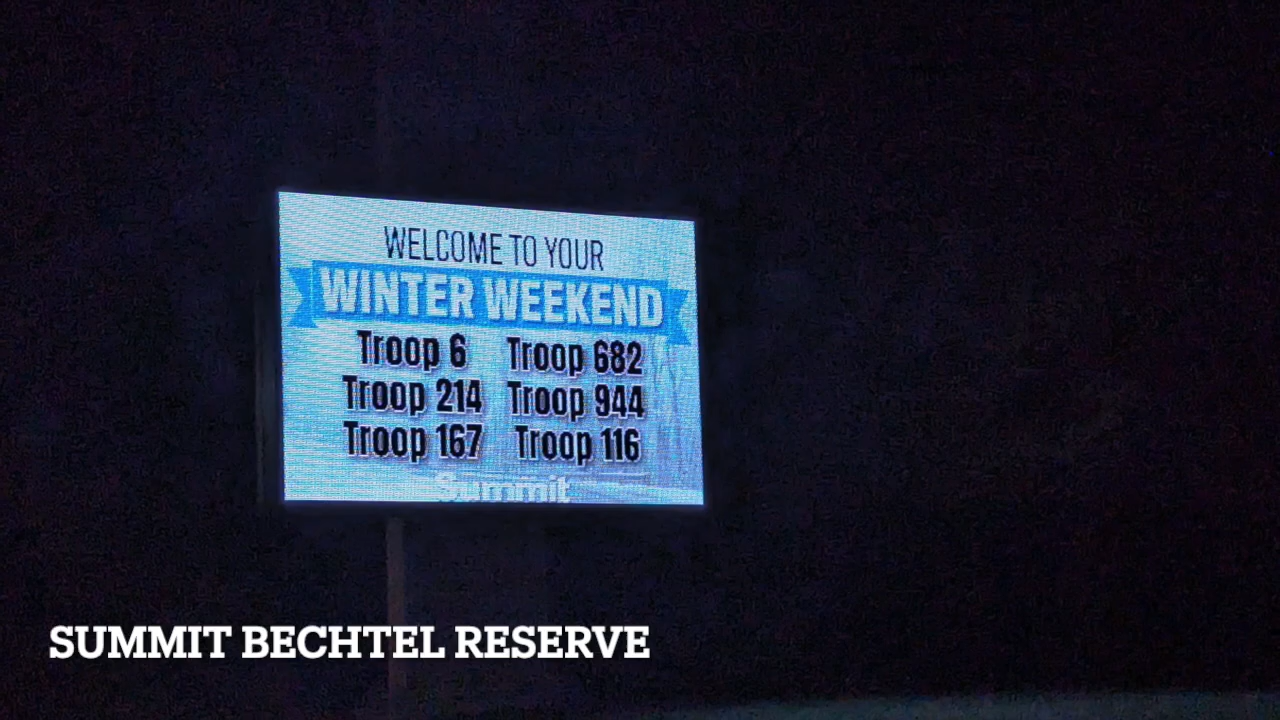 WELCOME TO YOUR
WINTER WEEKEND
Troop 6 Troop 682
Troop 214 Troop 944
Troop 167 Troop 116
Summit
SUMMIT BECHTEL RESERVE